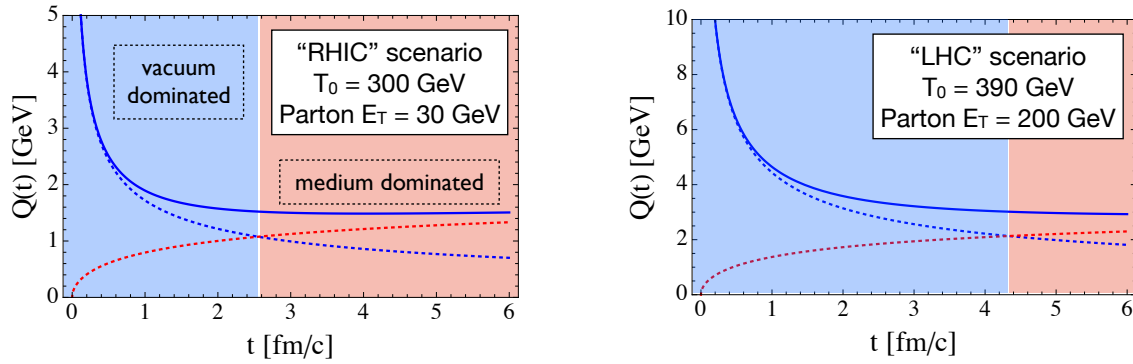 5
4
3
2
1
0
Q(t) [GeV]
vacuum
dominated
“RHIC” scenario
T₀ = 300 GeV
Parton E_T = 30 GeV
medium dominated
0 1 2 3 4 5 6
t [fm/c]
10
8
6
4
2
0
Q(t) [GeV]
“LHC” scenario
T₀ = 390 GeV
Parton E_T = 200 GeV
0 1 2 3 4 5 6
t [fm/c]